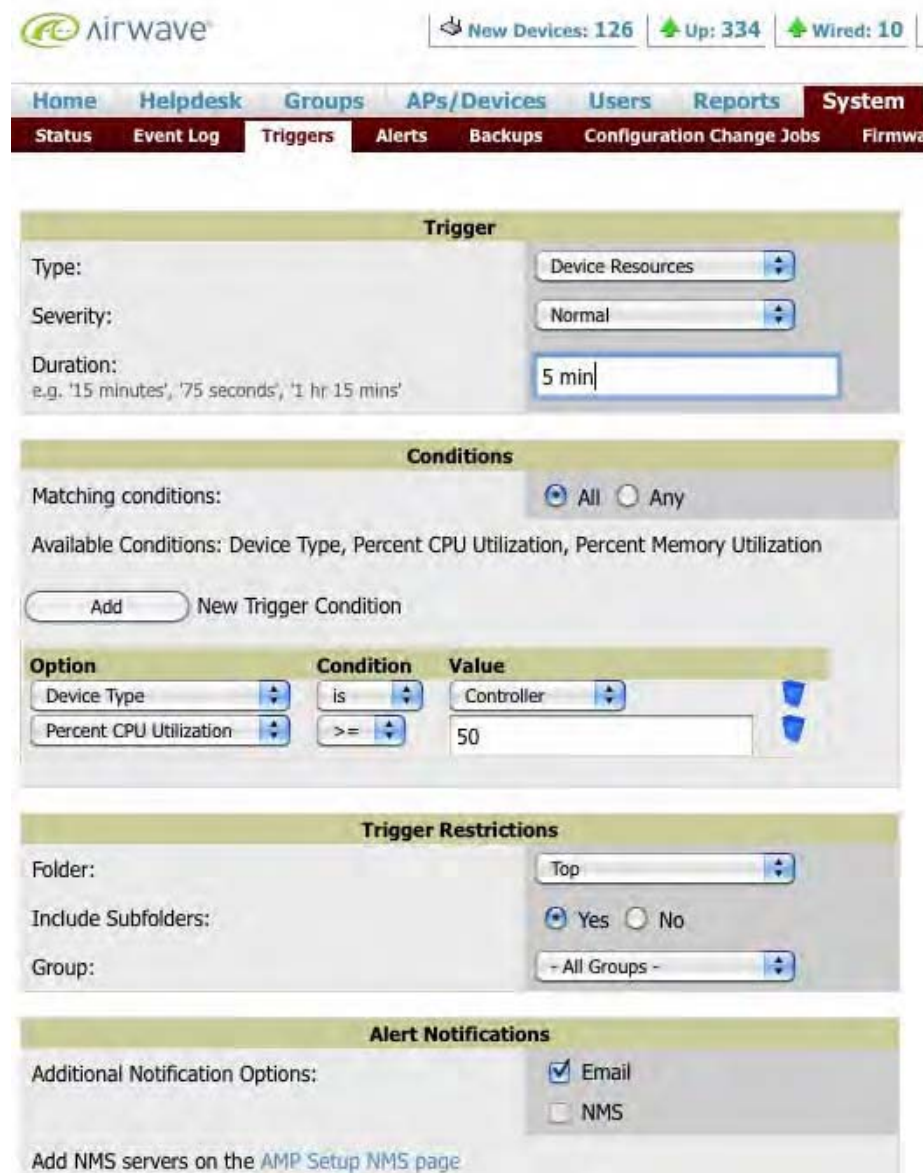 AirWave New Devices: 126 Up: 334 Wired: 10
Home Helpdesk Groups APs/Devices Users Reports System
Status Event Log Triggers Alerts Backups Configuration Change Jobs
Trigger
Type: Device Resources
Severity: Normal
Duration: 5 min
e.g. '15 minutes', '75 seconds', '1 hr 15 mins'
Conditions
Matching conditions: All Any
Available Conditions: Device Type, Percent CPU Utilization, Percent Memory Utilization
Add New Trigger Condition
Option Condition Value
Device Type is Controller
Percent CPU Utilization >= 50
Trigger Restrictions
Folder: Top
Include Subfolders: Yes No
Group: - All Groups -
Alert Notifications
Additional Notification Options: Email
NMS
Add NMS servers on the AMP Setup NMS page